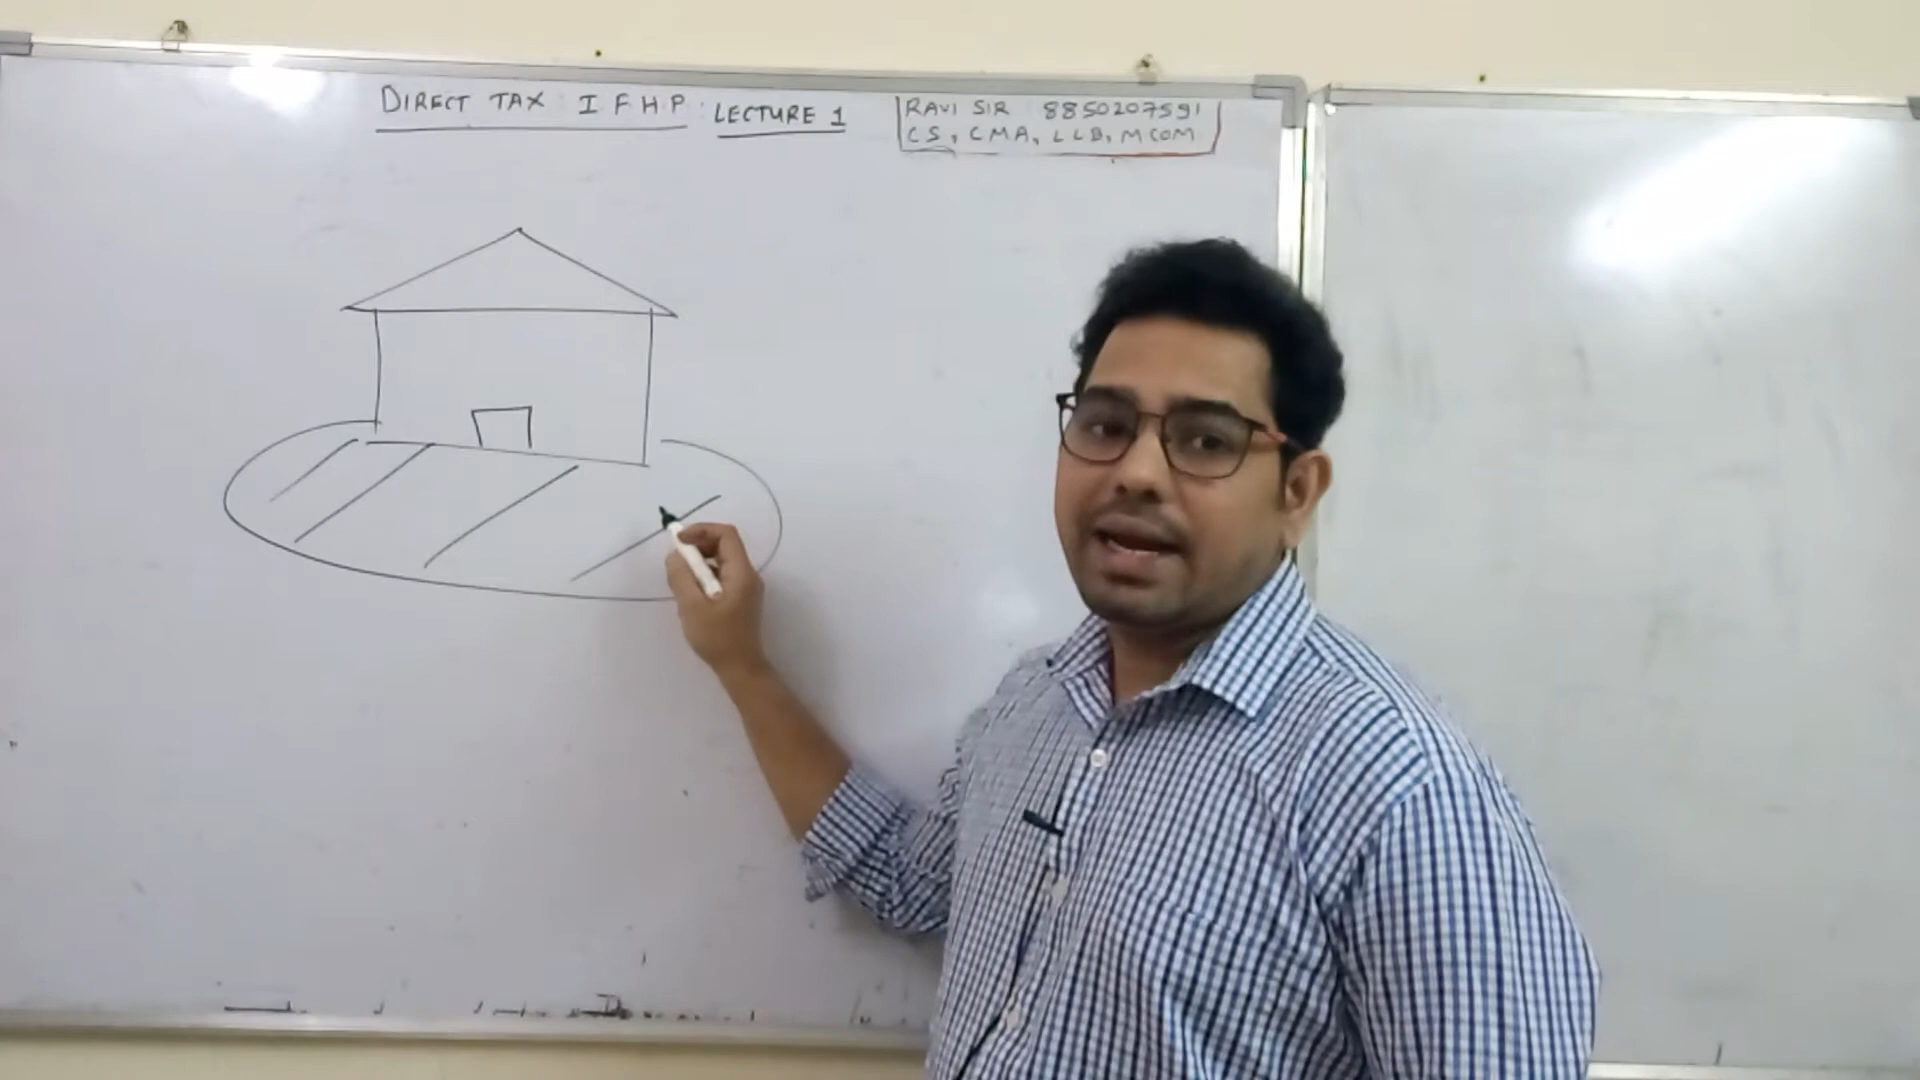 DIRECT TAX : I F H P : LECTURE 1
RAVI SIR 8850207591
CS, CMA, LLB, MCOM